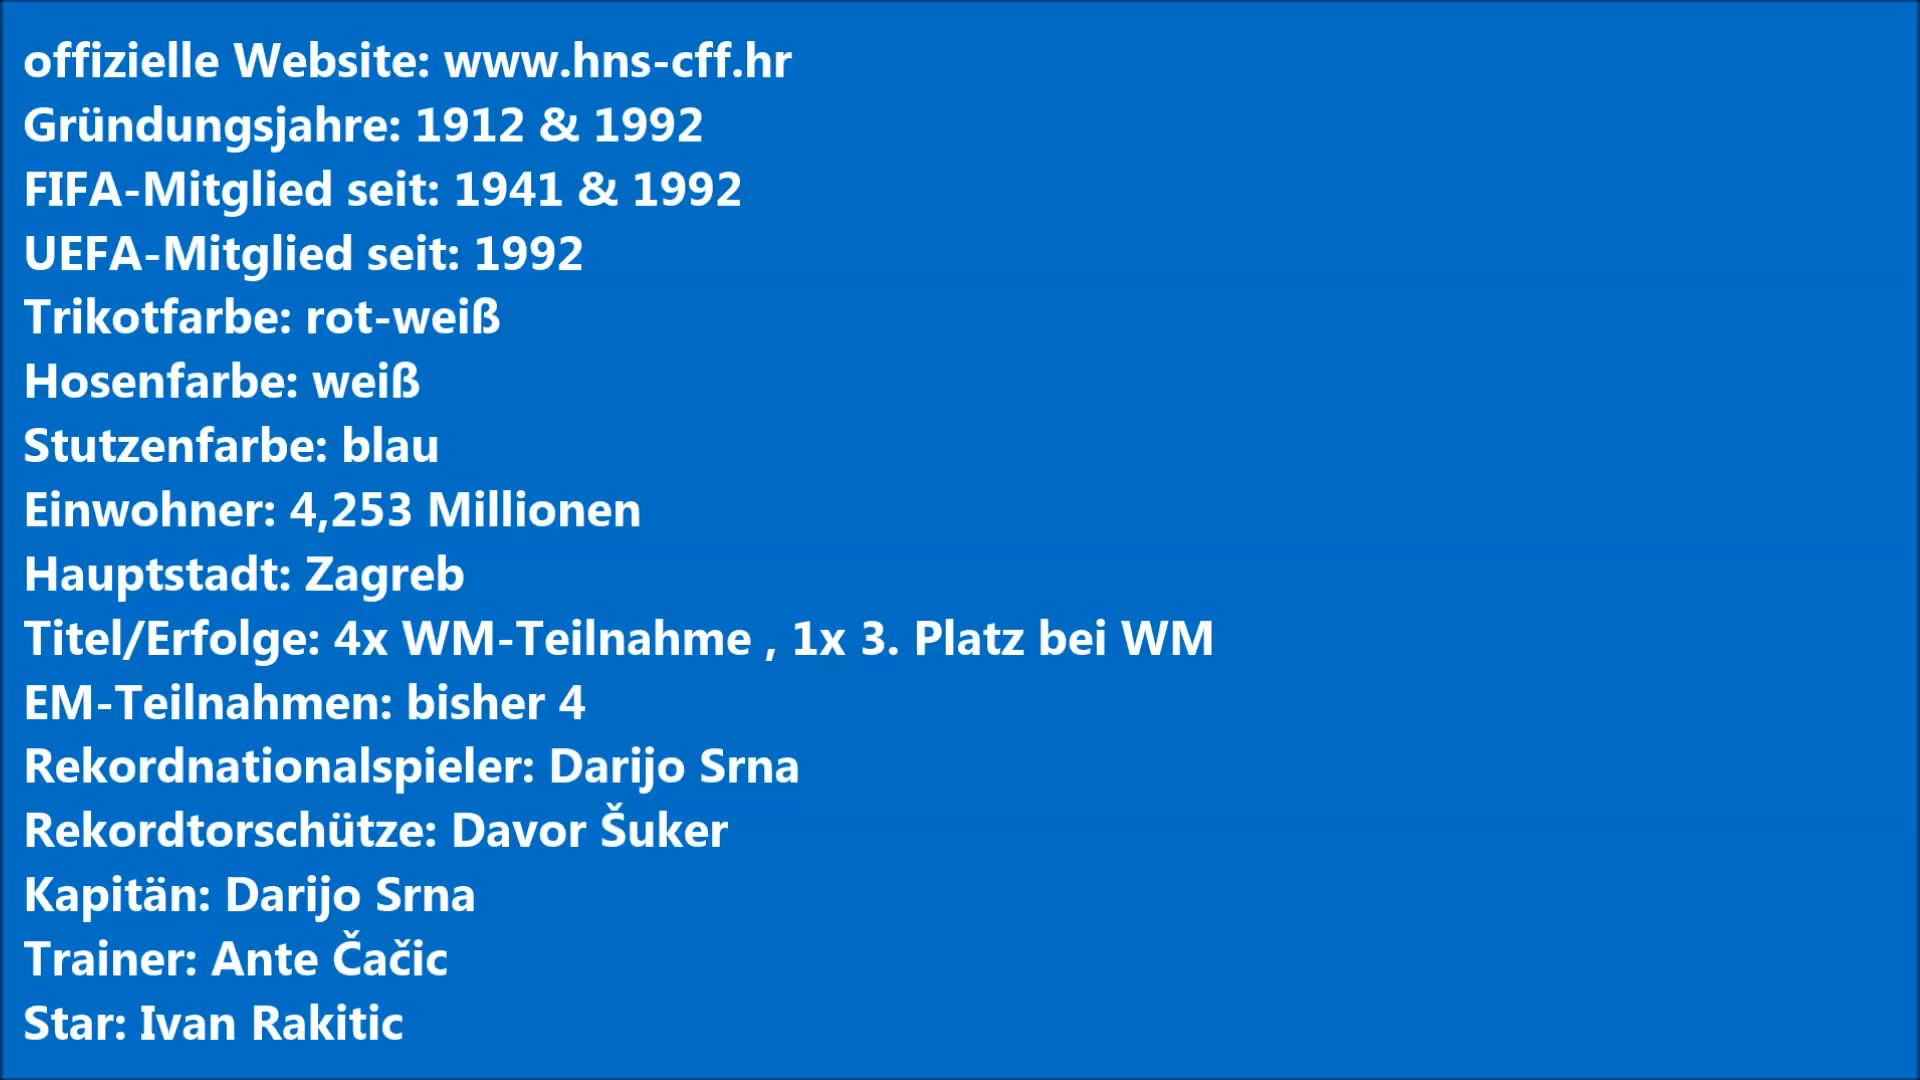 offizielle Website: www.hns-cff.hr
Gründungsjahre: 1912 & 1992
FIFA-Mitglied seit: 1941 & 1992
UEFA-Mitglied seit: 1992
Trikotfarbe: rot-weiß
Hosenfarbe: weiß
Stutzenfarbe: blau
Einwohner: 4,253 Millionen
Hauptstadt: Zagreb
Titel/Erfolge: 4x WM-Teilnahme , 1x 3. Platz bei WM
EM-Teilnahmen: bisher 4
Rekordnationalspieler: Darijo Srna
Rekordtorschütze: Davor Šuker
Kapitän: Darijo Srna
Trainer: Ante Čačic
Star: Ivan Rakitic